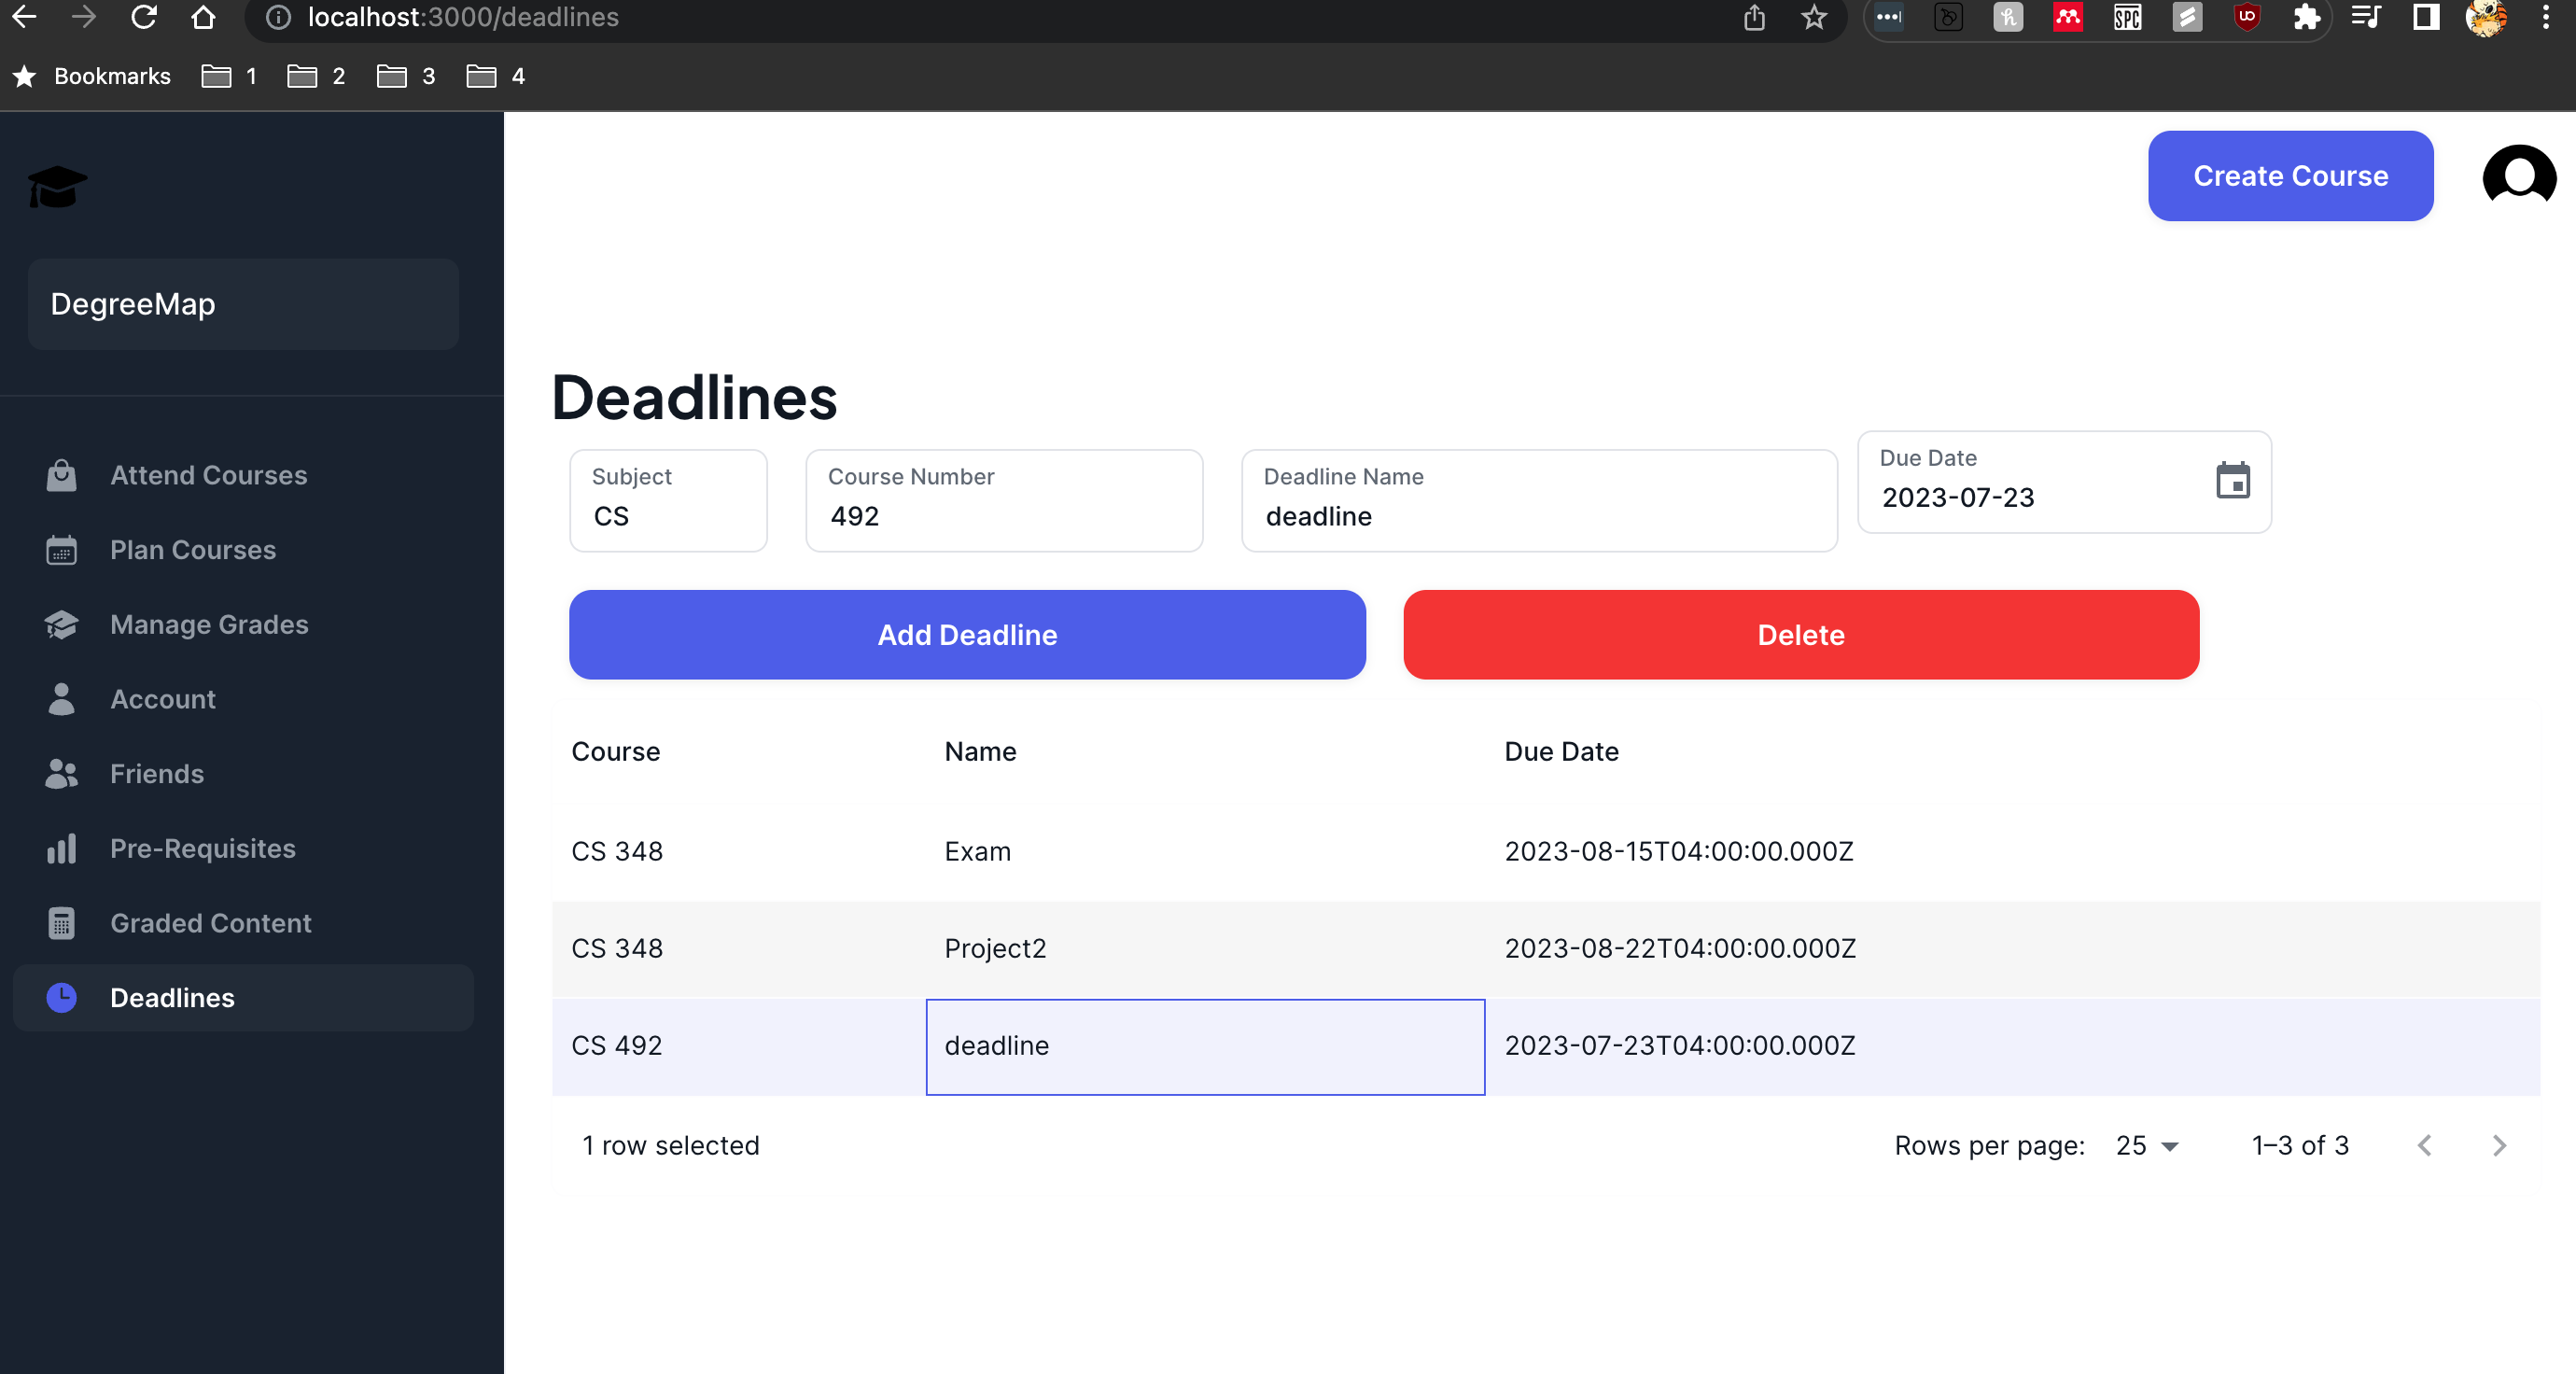 localhost:3000/deadlines
Bookmarks 1 2 3 4
Create Course
DegreeMap
Deadlines
Subject Course Number Deadline Name Due Date
CS 492 deadline 2023-07-23
Attend Courses
Plan Courses
Manage Grades
Account
Friends
Pre-Requisites
Graded Content
Deadlines
Add Deadline Delete
Course Name Due Date
CS 348 Exam 2023-08-15T04:00:00.000Z
CS 348 Project2 2023-08-22T04:00:00.000Z
CS 492 deadline 2023-07-23T04:00:00.000Z
1 row selected Rows per page: 25 1–3 of 3